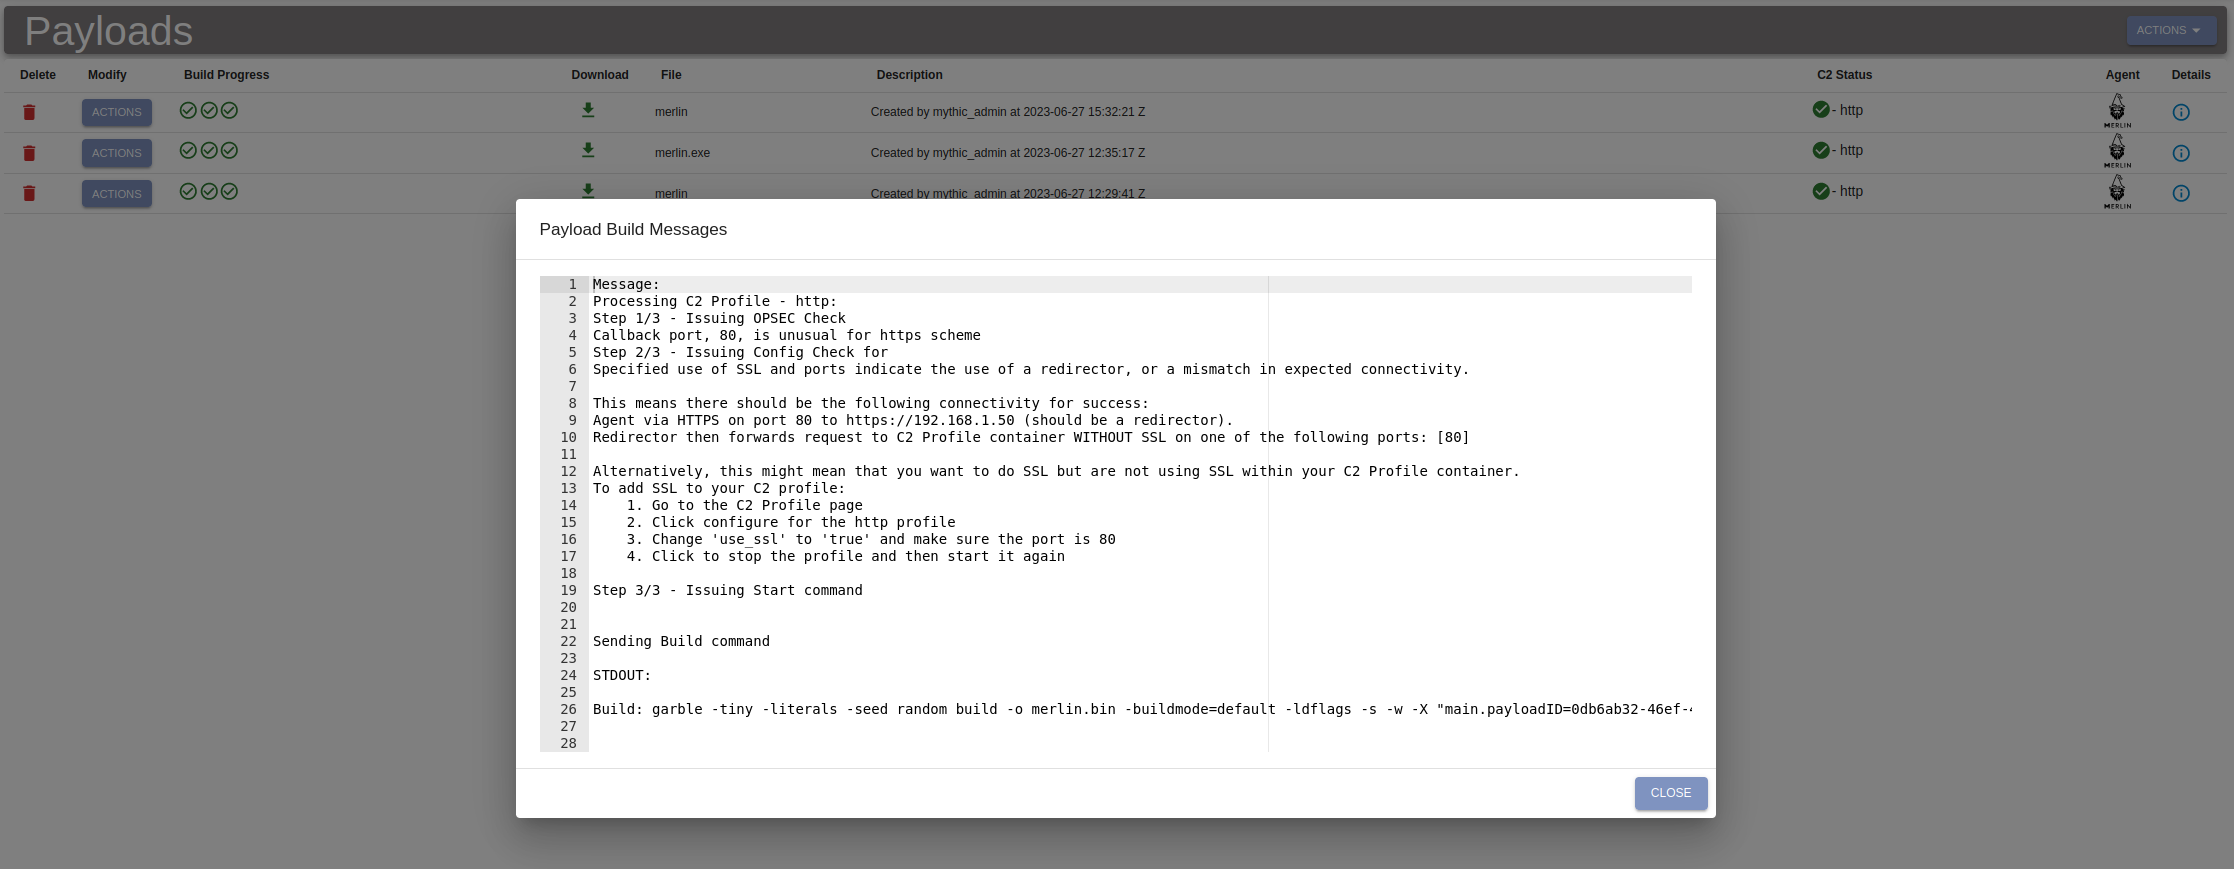 Payloads
ACTIONS
Delete Modify Build Progress Download File Description C2 Status Agent Details
ACTIONS merlin Created by mythic_admin at 2023-06-27 15:32:21 Z - http MERLIN
ACTIONS merlin.exe Created by mythic_admin at 2023-06-27 12:35:17 Z - http MERLIN
ACTIONS merlin Created by mythic_admin at 2023-06-27 12:29:41 Z - http MERLIN
Payload Build Messages
1 Message:
2 Processing C2 Profile - http:
3 Step 1/3 - Issuing OPSEC Check
4 Callback port, 80, is unusual for https scheme
5 Step 2/3 - Issuing Config Check for
6 Specified use of SSL and ports indicate the use of a redirector, or a mismatch in expected connectivity.
7
8 This means there should be the following connectivity for success:
9 Agent via HTTPS on port 80 to https://192.168.1.50 (should be a redirector).
10 Redirector then forwards request to C2 Profile container WITHOUT SSL on one of the following ports: [80]
11
12 Alternatively, this might mean that you want to do SSL but are not using SSL within your C2 Profile container.
13 To add SSL to your C2 profile:
14 1. Go to the C2 Profile page
15 2. Click configure for the http profile
16 3. Change 'use_ssl' to 'true' and make sure the port is 80
17 4. Click to stop the profile and then start it again
18
19 Step 3/3 - Issuing Start command
20
21
22 Sending Build command
23
24 STDOUT:
25
26 Build: garble -tiny -literals -seed random build -o merlin.bin -buildmode=default -ldflags -s -w -X "main.payloadID=0db6ab32-46ef-
27
28
CLOSE